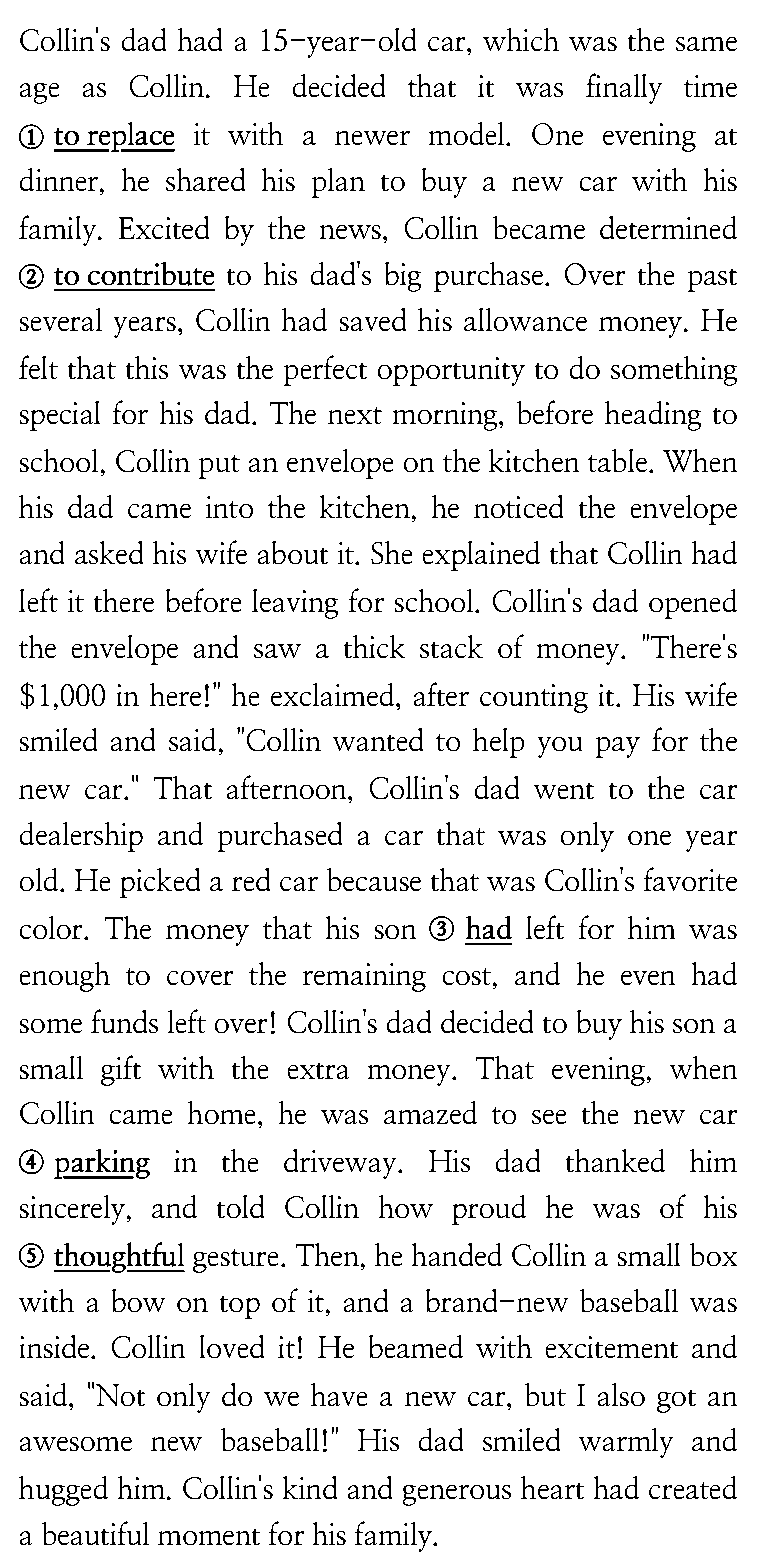 Collin's dad had a 15-year-old car, which was the same
age as Collin. He decided that it was finally time
① to replace it with a newer model. One evening at
dinner, he shared his plan to buy a new car with his
family. Excited by the news, Collin became determined
② to contribute to his dad's big purchase. Over the past
several years, Collin had saved his allowance money. He
felt that this was the perfect opportunity to do something
special for his dad. The next morning, before heading to
school, Collin put an envelope on the kitchen table. When
his dad came into the kitchen, he noticed the envelope
and asked his wife about it. She explained that Collin had
left it there before leaving for school. Collin's dad opened
the envelope and saw a thick stack of money. "There's
$1,000 in here!" he exclaimed, after counting it. His wife
smiled and said, "Collin wanted to help you pay for the
new car." That afternoon, Collin's dad went to the car
dealership and purchased a car that was only one year
old. He picked a red car because that was Collin's favorite
color. The money that his son ③ had left for him was
enough to cover the remaining cost, and he even had
some funds left over! Collin's dad decided to buy his son a
small gift with the extra money. That evening, when
Collin came home, he was amazed to see the new car
④ parking in the driveway. His dad thanked him
sincerely, and told Collin how proud he was of his
⑤ thoughtful gesture. Then, he handed Collin a small box
with a bow on top of it, and a brand-new baseball was
inside. Collin loved it! He beamed with excitement and
said, "Not only do we have a new car, but I also got an
awesome new baseball!" His dad smiled warmly and
hugged him. Collin's kind and generous heart had created
a beautiful moment for his family.